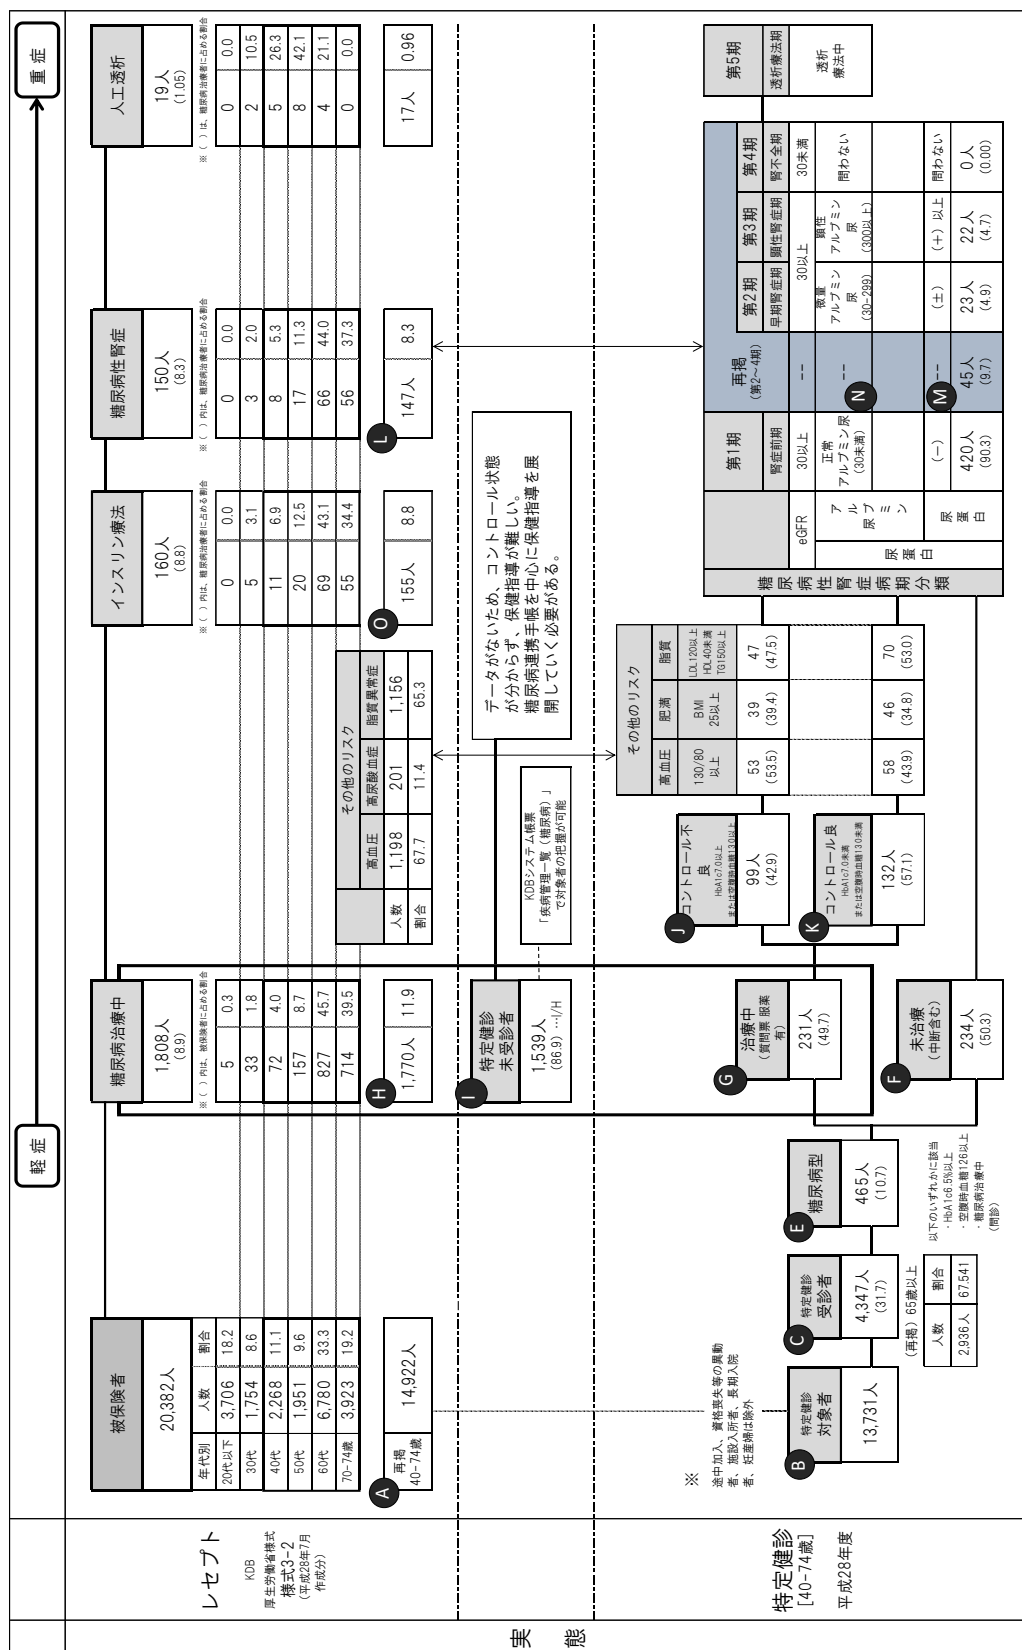 軽症
重症
実態
レセプト
KDB
厚生労働省様式
様式3-2
(平成28年7月
作成分)
被保険者
20,382人
年代別 人数 割合
20代以下 3,706 18.2
30代 1,754 8.6
40代 2,268 11.1
50代 1,951 9.6
60代 6,780 33.3
70-74歳 3,923 19.2
A
再掲
40-74歳
14,922人
糖尿病治療中
1,808人
(8.9)
※( )内は、被保険者に占める割合
5 0.3
33 1.8
72 4.0
157 8.7
827 45.7
714 39.5
H
1,770人 11.9
その他のリスク
高血圧 高尿酸血症 脂質異常症
人数 1,198 201 1,156
割合 67.7 11.4 65.3
インスリン療法
160人
(8.8)
※( )内は、糖尿病治療者に占める割合
0 0.0
5 3.1
11 6.9
20 12.5
69 43.1
55 34.4
O
155人 8.8
糖尿病性腎症
150人
(8.3)
※( )内は、糖尿病治療者に占める割合
0 0.0
3 2.0
8 5.3
17 11.3
66 44.0
56 37.3
L
147人 8.3
人工透析
19人
(1.05)
※( )は、糖尿病治療者に占める割合
0 0.0
2 10.5
5 26.3
8 42.1
4 21.1
0 0.0
17人 0.96
I
特定健診
未受診者
1,539人
(86.9) …I/H
KDBシステム帳票
「疾病管理一覧(糖尿病)」
で対象者の把握が可能
データがないため、コントロール状態
が分からず、保健指導が難しい。
糖尿病連携手帳を中心に保健指導を展
開していく必要がある。
特定健診
[40-74歳]
平成28年度
※
途中加入、資格喪失等の異動
者、施設入所者、長期入院
者、妊産婦は除外
B
特定健診
対象者
13,731人
C
特定健診
受診者
4,347人
(31.7)
(再掲)65歳以上
人数 割合
2,936人 67.541
E
糖尿病型
465人
(10.7)
以下のいずれかに該当
・HbA1c6.5%以上
・空腹時血糖126以上
・糖尿病治療中
(問診)
G
治療中
(質問票 服薬
有)
231人
(49.7)
F
未治療
(中断含む)
234人
(50.3)
J
コントロール不
良
HbA1c7.0以上
または空腹時血糖130以上
99人
(42.9)
K
コントロール良
HbA1c7.0未満
または空腹時血糖130未満
132人
(57.1)
その他のリスク
高血圧 肥満 脂質
130/80
以上
BMI
25以上
LDL120以上
HDL40未満
TG150以上
53
(53.5)
39
(39.4)
47
(47.5)
58
(43.9)
46
(34.8)
70
(53.0)
糖尿病性腎症病期分類
eGFR
尿蛋白
尿アルブミン
尿蛋白
第1期
腎症前期
30以上
正常
アルブミン尿
(30未満)
(-)
420人
(90.3)
再掲
(第2~4期)
--
--
N
--
M
45人
(9.7)
第2期
早期腎症期
30以上
微量
アルブミン
尿
(30-299)
(±)
23人
(4.9)
第3期
顕性腎症期
顕性
アルブミン
尿
(300以上)
(+)以上
22人
(4.7)
第4期
腎不全期
30未満
問わない
問わない
0人
(0.00)
第5期
透析療法期
透析
療法中